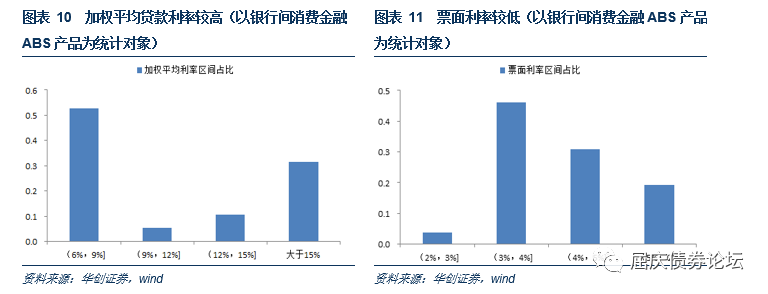 图表 10 加权平均贷款利率较高（以银行间消费金融
ABS 产品为统计对象）
加权平均利率区间占比
0.6
0.5
0.4
0.3
0.2
0.1
0.0
（6%，9%]
（9%，12%]
（12%，15%]
大于15%
资料来源：华创证券，wind
图表 11 票面利率较低（以银行间消费金融 ABS 产品
为统计对象）
票面利率区间占比
0.5
0.4
0.3
0.2
0.1
0.0
（2%，3%]
（3%，4%]
（4%，
资料来源：华创证券，wind
屈庆债券论坛